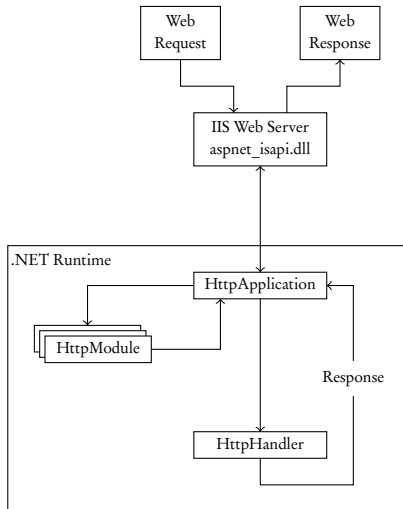 Web
Request
Web
Response
IIS Web Server
aspnet_isapi.dll
.NET Runtime
HttpApplication
HttpModule
Response
HttpHandler